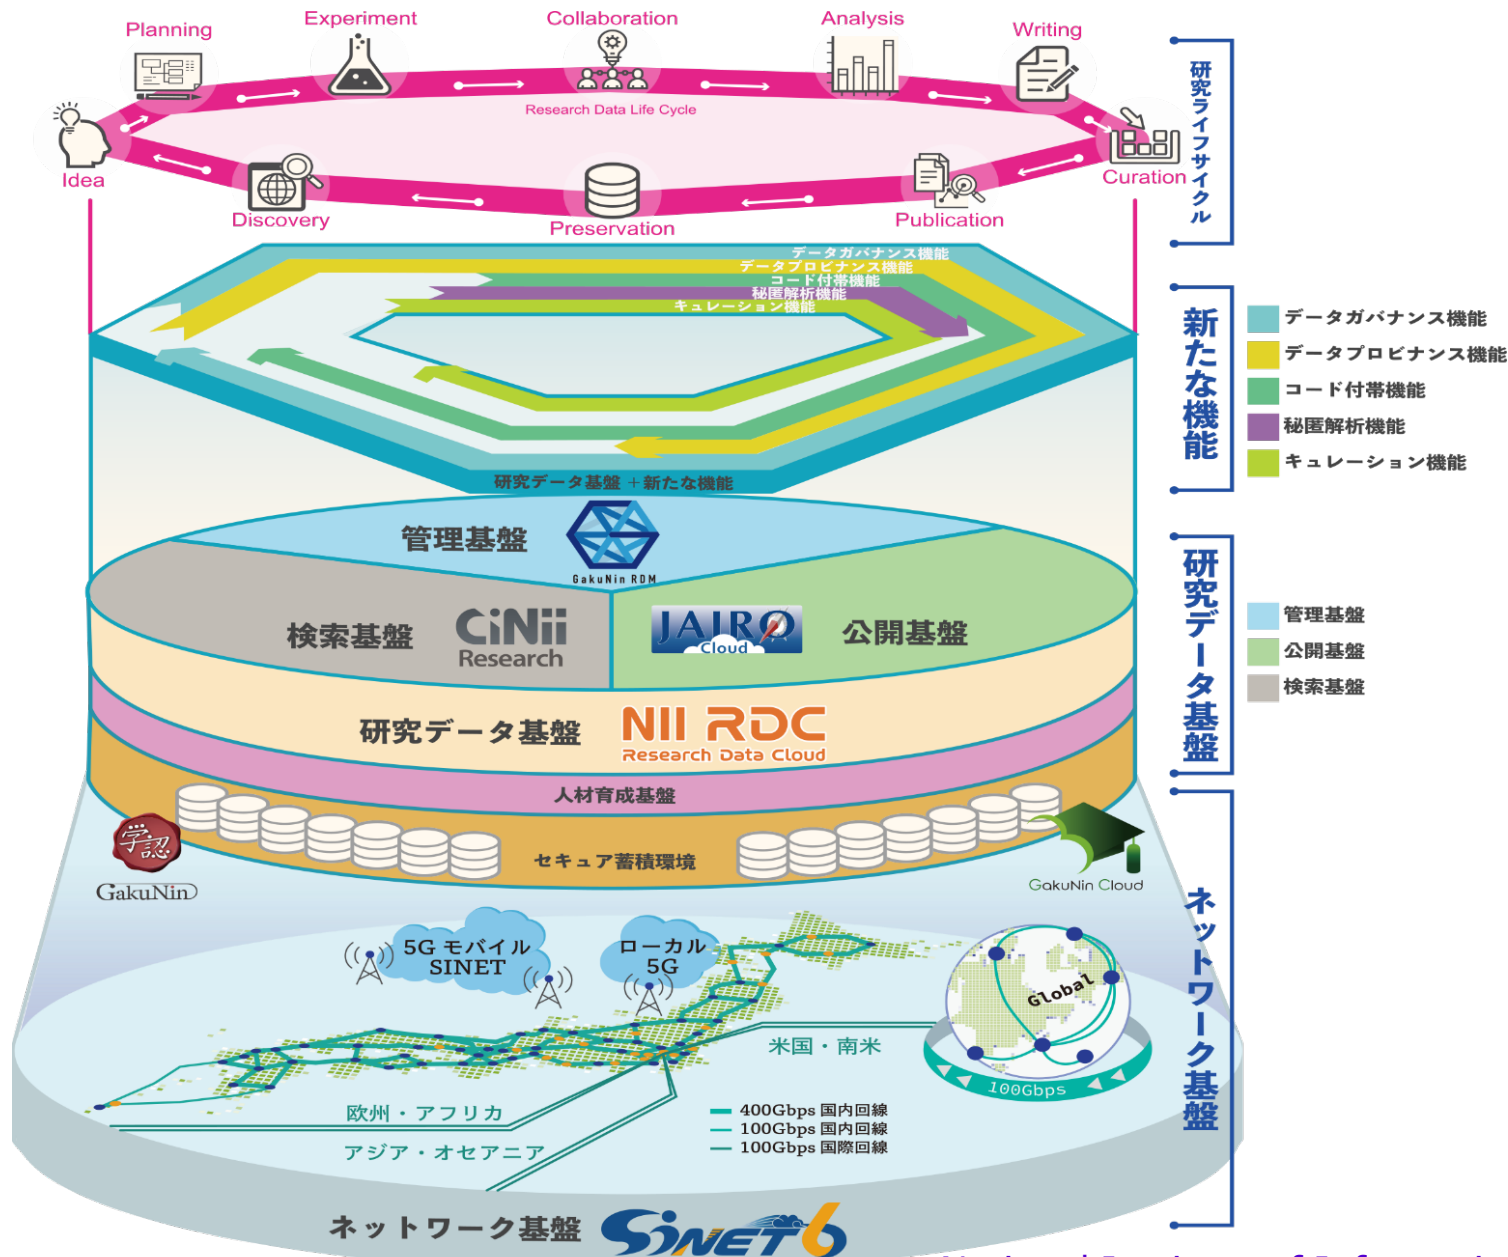 Planning
Experiment
Collaboration
Analysis
Writing
Research Data Life Cycle
Idea
Curation
Discovery
Preservation
Publication
研究ライフサイクル
データガバナンス機能
データプロビナンス機能
コード付帯機能
秘匿解析機能
キュレーション機能
研究データ基盤 +新たな機能
新たな機能
データガバナンス機能
データプロビナンス機能
コード付帯機能
秘匿解析機能
キュレーション機能
管理基盤
GakuNin RDM
検索基盤
CiNii
Research
JAIRO
Cloud
公開基盤
研究データ基盤
NII RDC
Research Data Cloud
研究データ基盤
管理基盤
公開基盤
検索基盤
人材育成基盤
セキュア蓄積環境
学認
GakuNin
GakuNin Cloud
5G モバイル
SINET
ローカル
5G
Global
100Gbps
米国・南米
欧州・アフリカ
アジア・オセアニア
400Gbps 国内回線
100Gbps 国内回線
100Gbps 国際回線
ネットワーク基盤
ネットワーク基盤
SiNET6